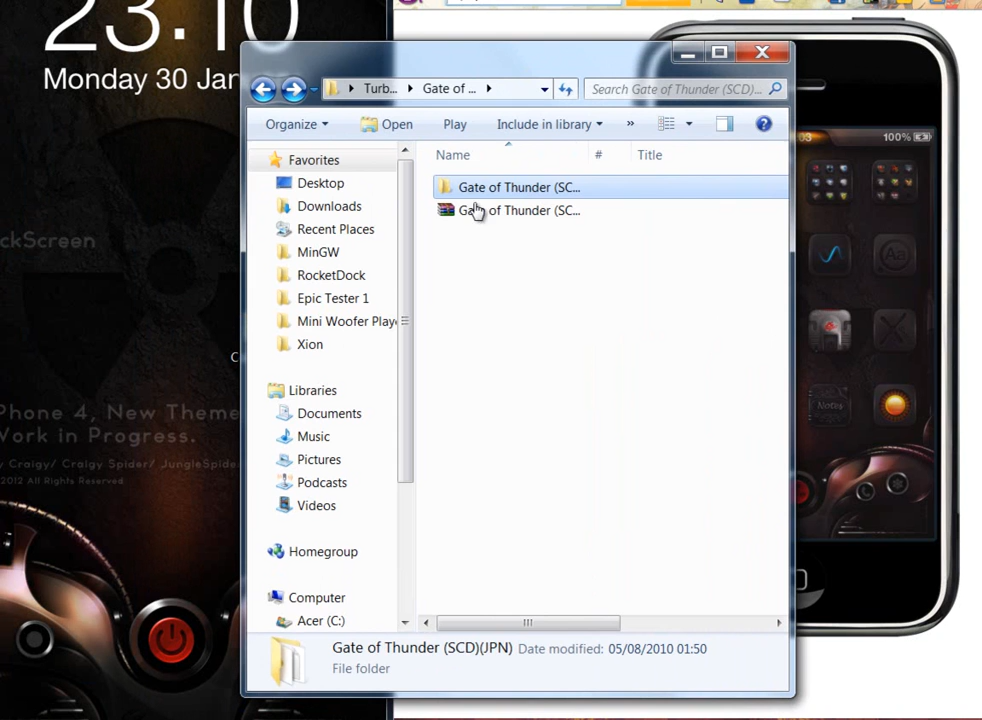 23:10
Monday 30 Jan
ckScreen
Phone 4, New Theme
Work in Progress.
y Craigy/ Craigy Spider/ JungleSpide
2012 All Rights Reserved
C
Turb...
Gate of ...
Search Gate of Thunder (SCD)...
Organize
Open
Play
Include in library
»
Name
#
Title
Favorites
Desktop
Downloads
Recent Places
MinGW
RocketDock
Epic Tester 1
Mini Woofer Playe
Xion
Libraries
Documents
Music
Pictures
Podcasts
Videos
Homegroup
Computer
Acer (C:)
Gate of Thunder (SC...
Gate of Thunder (SC...
Gate of Thunder (SCD)(JPN) Date modified: 05/08/2010 01:50
File folder
03
100%
Aa
Notes